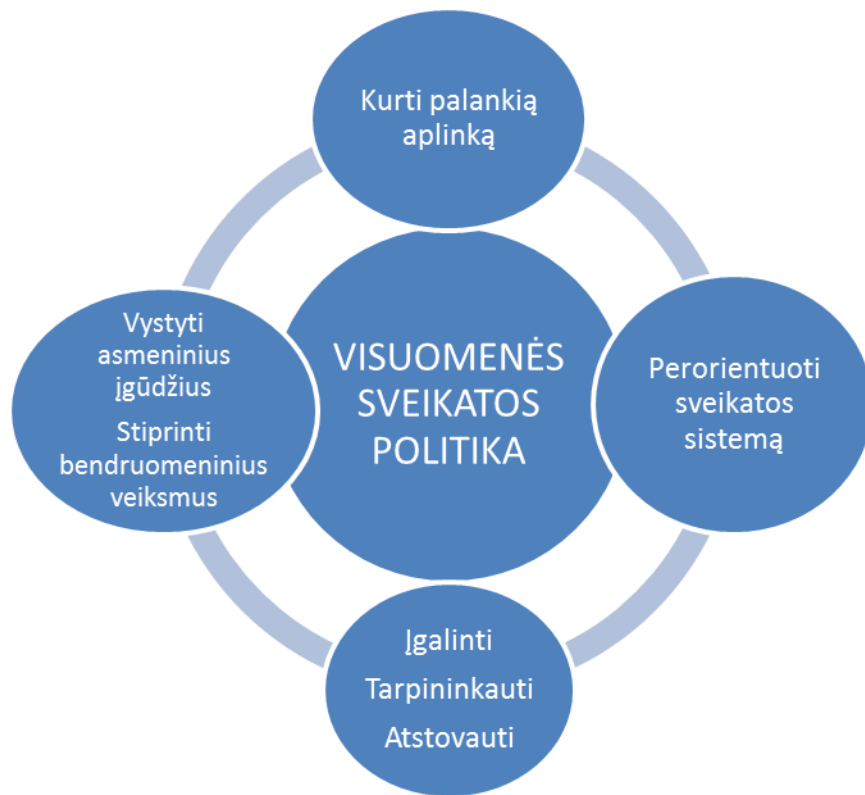 Kurti palankią
aplinką
Vystyti
asmeninius
įgūdžius
Stiprinti
bendruomeninius
veiksmus
VISUOMENĖS
SVEIKATOS
POLITIKA
Perorientuoti
sveikatos
sistemą
Įgalinti
Tarpininkauti
Atstovauti